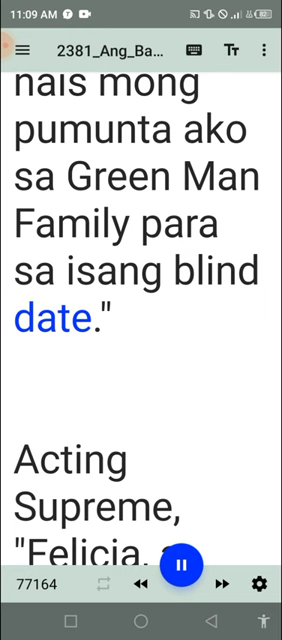 11:09 AM
2381_Ang_Ba...
nais mong
pumunta ako
sa Green Man
Family para
sa isang blind
date."
Acting
Supreme,
"Felicia,
77164